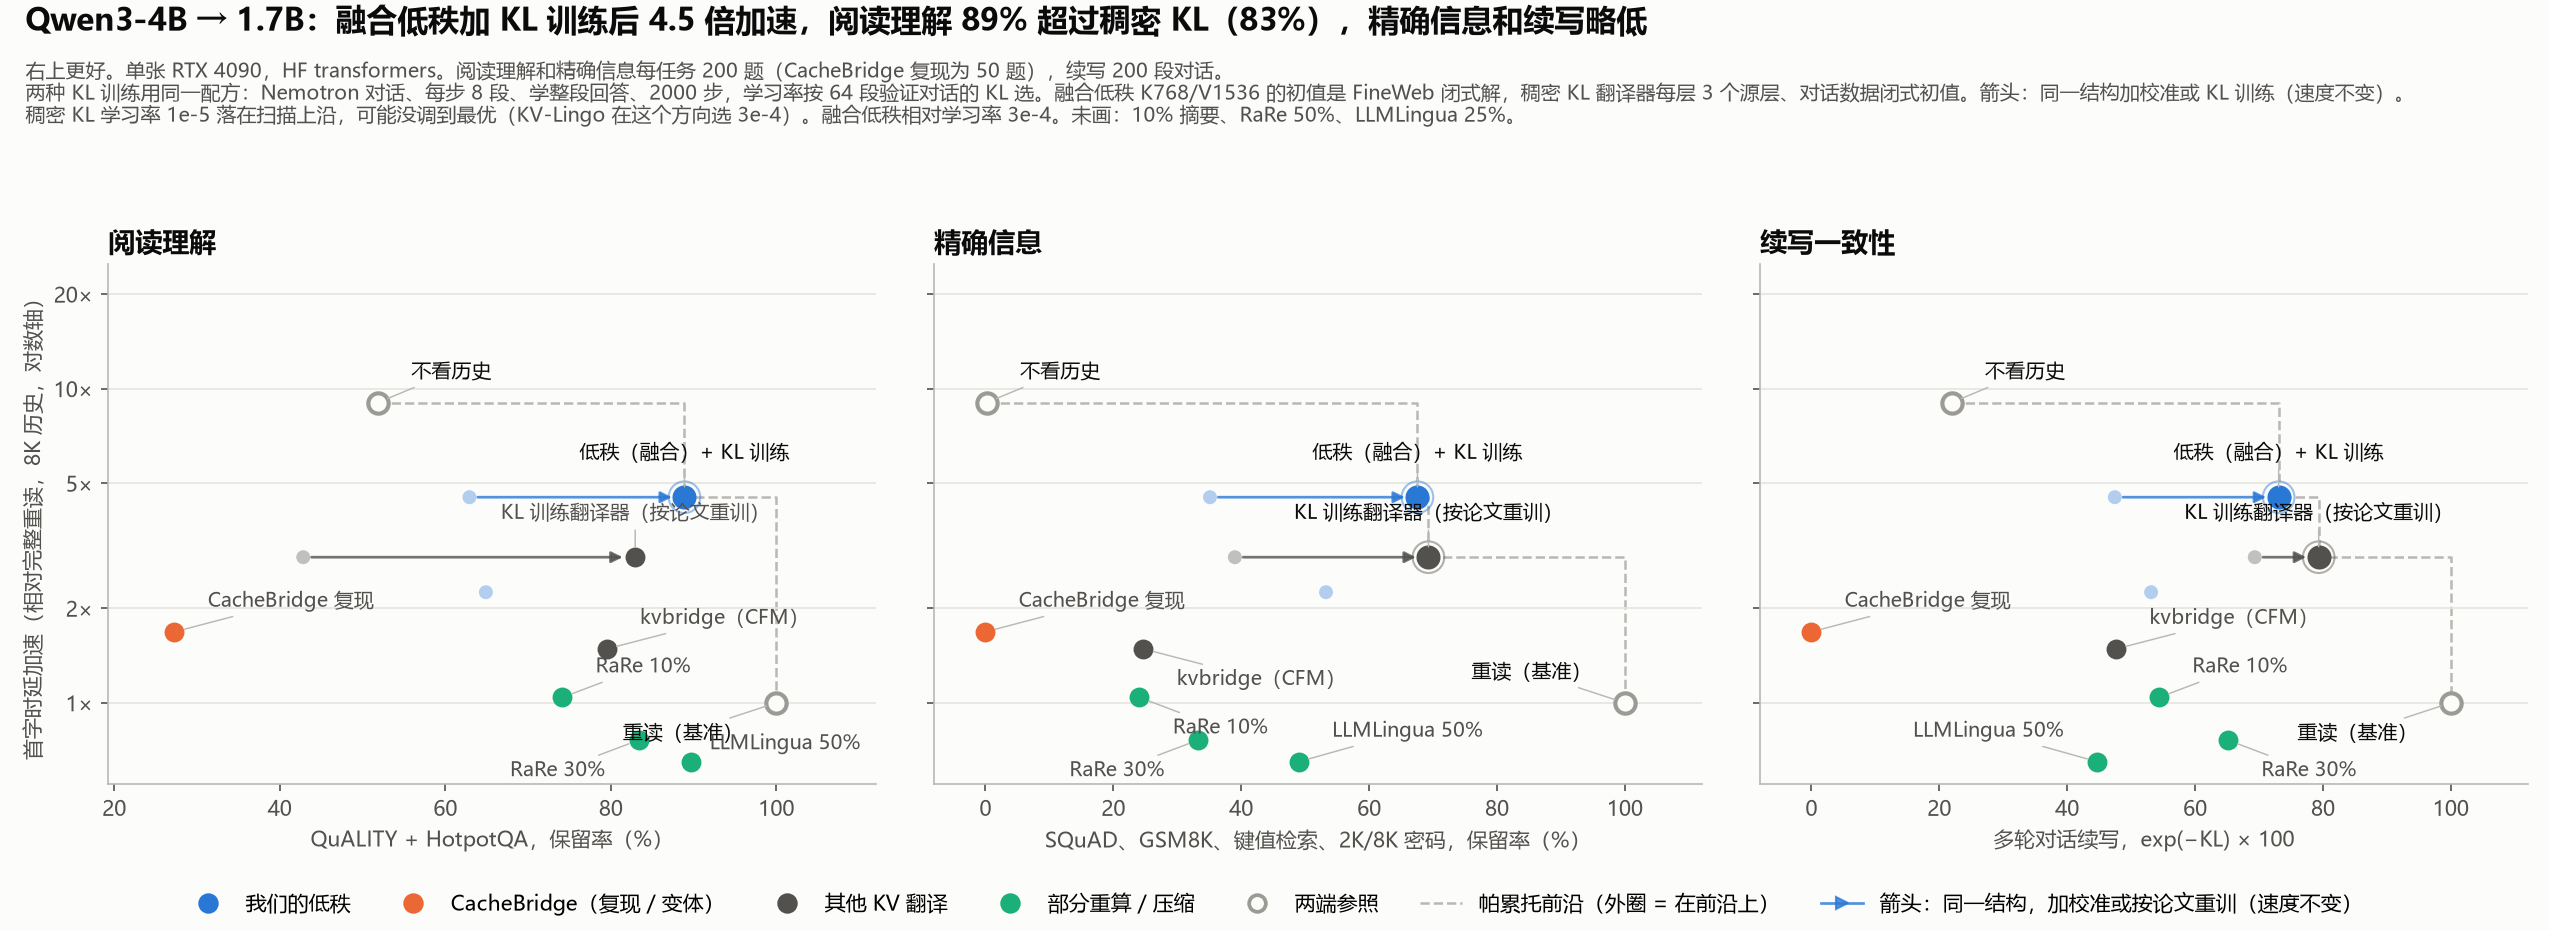 Qwen3-4B → 1.7B：融合低秩加 KL 训练后 4.5 倍加速，阅读理解 89% 超过稠密 KL（83%），精确信息和续写略低
右上更好。单张 RTX 4090，HF transformers。阅读理解和精确信息每任务 200 题（CacheBridge 复现为 50 题），续写 200 段对话。
两种 KL 训练用同一配方：Nemotron 对话、每步 8 段、学整段回答、2000 步，学习率按 64 段验证对话的 KL 选。融合低秩 K768/V1536 的初值是 FineWeb 闭式解，稠密 KL 翻译器每层 3 个源层、对话数据闭式初值。箭头：同一结构加校准或 KL 训练（速度不变）。
稠密 KL 学习率 1e-5 落在扫描上沿，可能没调到最优（KV-Lingo 在这个方向选 3e-4）。融合低秩相对学习率 3e-4。未画：10% 摘要、RaRe 50%、LLMLingua 25%。
阅读理解
首字时延加速（相对完整重读，8K 历史，对数轴）
20×
10×
5×
2×
1×
不看历史
低秩（融合）+ KL 训练
KL 训练翻译器（按论文重训）
CacheBridge 复现
kvbridge（CFM）
RaRe 10%
重读（基准）
LLMLingua 50%
RaRe 30%
20 40 60 80 100
QuALITY + HotpotQA，保留率（%）
精确信息
不看历史
低秩（融合）+ KL 训练
KL 训练翻译器（按论文重训）
CacheBridge 复现
kvbridge（CFM）
重读（基准）
RaRe 10%
LLMLingua 50%
RaRe 30%
0 20 40 60 80 100
SQuAD、GSM8K、键值检索、2K/8K 密码，保留率（%）
续写一致性
不看历史
低秩（融合）+ KL 训练
KL 训练翻译器（按论文重训）
CacheBridge 复现
kvbridge（CFM）
RaRe 10%
LLMLingua 50%
重读（基准）
RaRe 30%
0 20 40 60 80 100
多轮对话续写，exp(−KL) × 100
我们的低秩
CacheBridge（复现 / 变体）
其他 KV 翻译
部分重算 / 压缩
两端参照
帕累托前沿（外圈 = 在前沿上）
箭头：同一结构，加校准或按论文重训（速度不变）